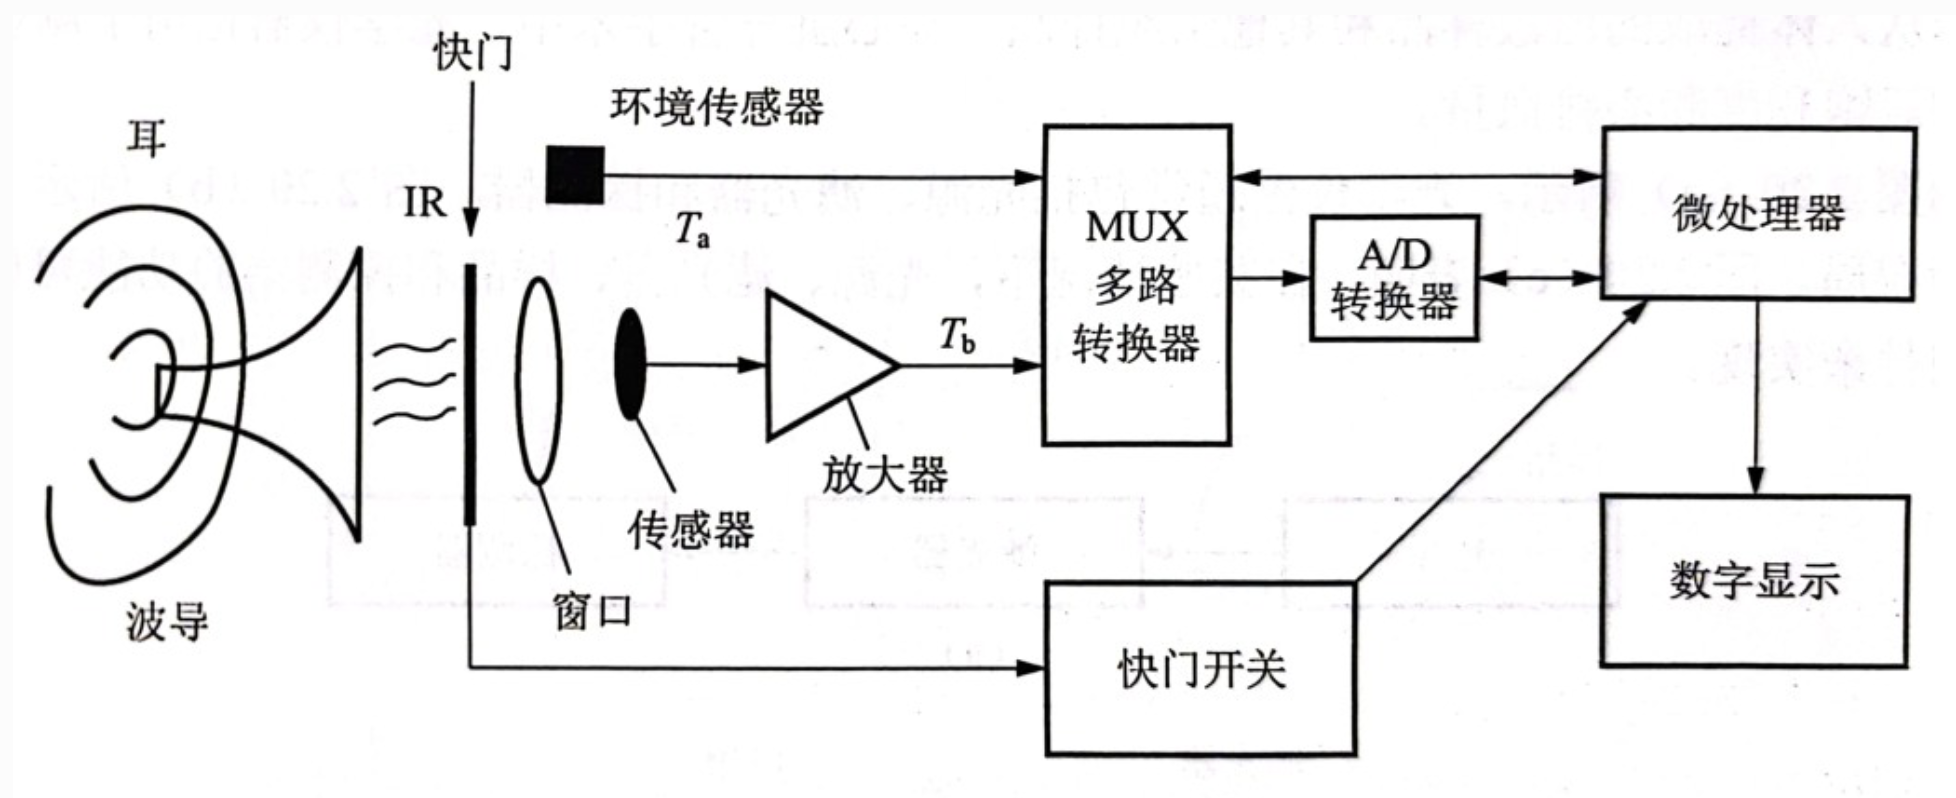 快门
环境传感器
耳
IR
Ta
MUX
多路
转换器
A/D
转换器
微处理器
Tb
放大器
传感器
窗口
波导
快门开关
数字显示